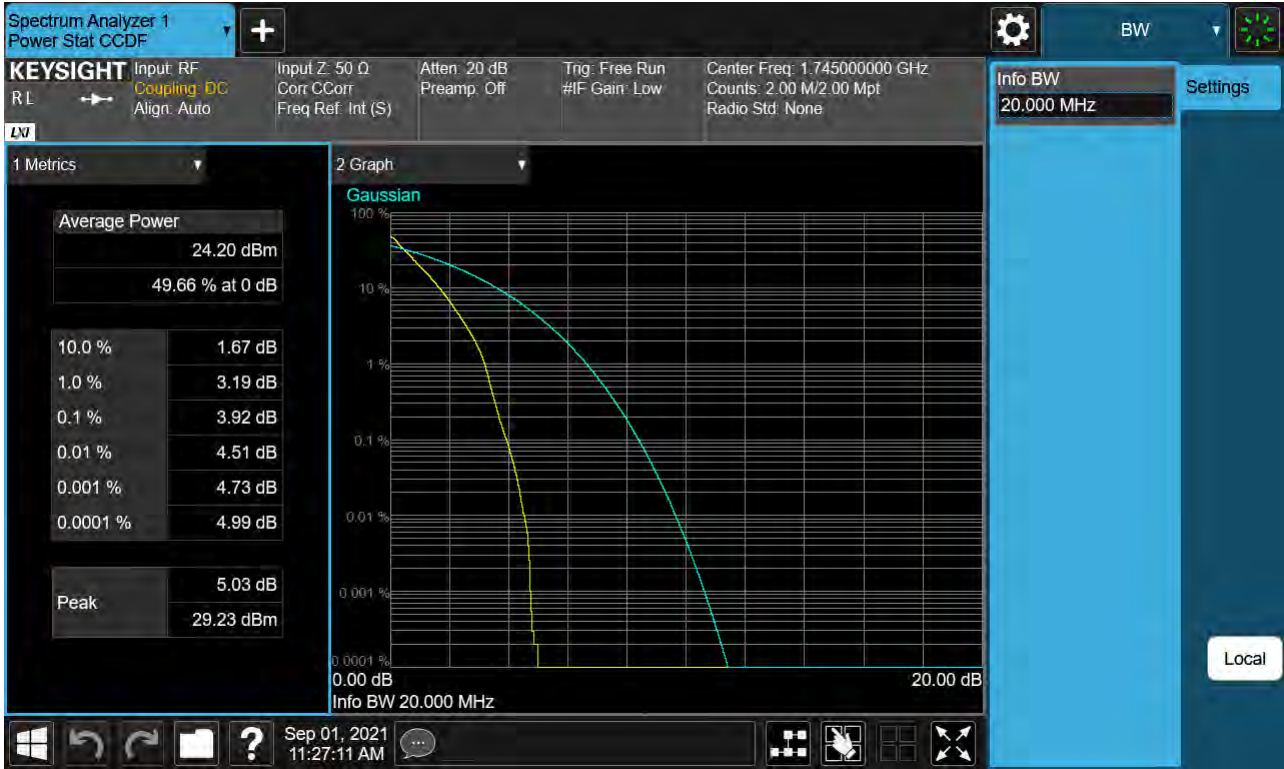 Spectrum Analyzer 1
Power Stat CCDF
BW
KEYSIGHT
R L
LXI
Input: RF
Coupling: DC
Align: Auto
Input Z: 50 Ω
Corr CCorr
Freq Ref: Int (S)
Atten: 20 dB
Preamp: Off
Trig: Free Run
#IF Gain: Low
Center Freq: 1.745000000 GHz
Counts: 2.00 M/2.00 Mpt
Radio Std: None
Info BW
20.000 MHz
Settings
1 Metrics
Average Power
24.20 dBm
49.66 % at 0 dB
10.0 % 1.67 dB
1.0 % 3.19 dB
0.1 % 3.92 dB
0.01 % 4.51 dB
0.001 % 4.73 dB
0.0001 % 4.99 dB
Peak
5.03 dB
29.23 dBm
2 Graph
Gaussian
100 %
10 %
1 %
0.1 %
0.01 %
0.001 %
0.0001 %
0.00 dB 20.00 dB
Info BW 20.000 MHz
Local
?
Sep 01, 2021
11:27:11 AM